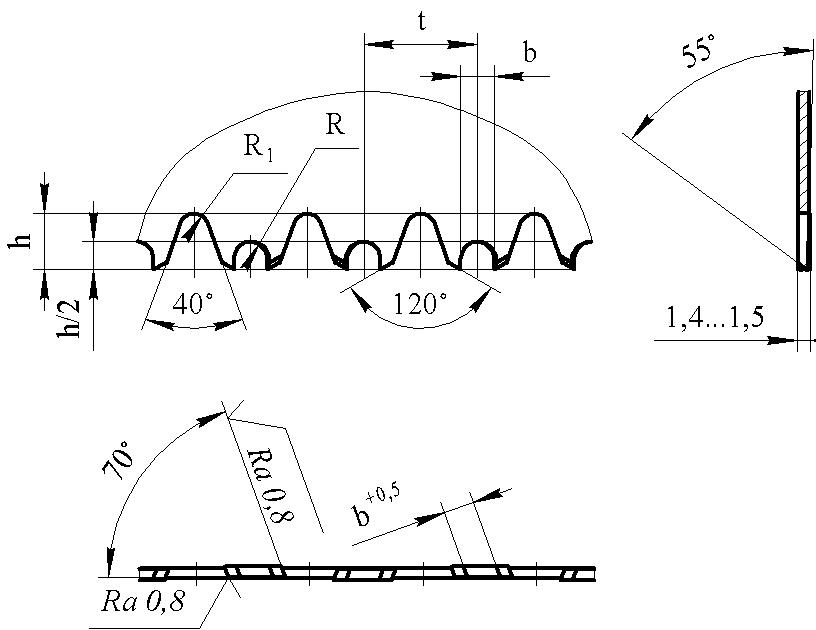 t
b
55°
R
R1
h
h/2
40°
120°
1,4...1,5
70°
Ra 0,8
b+0,5
Ra 0,8